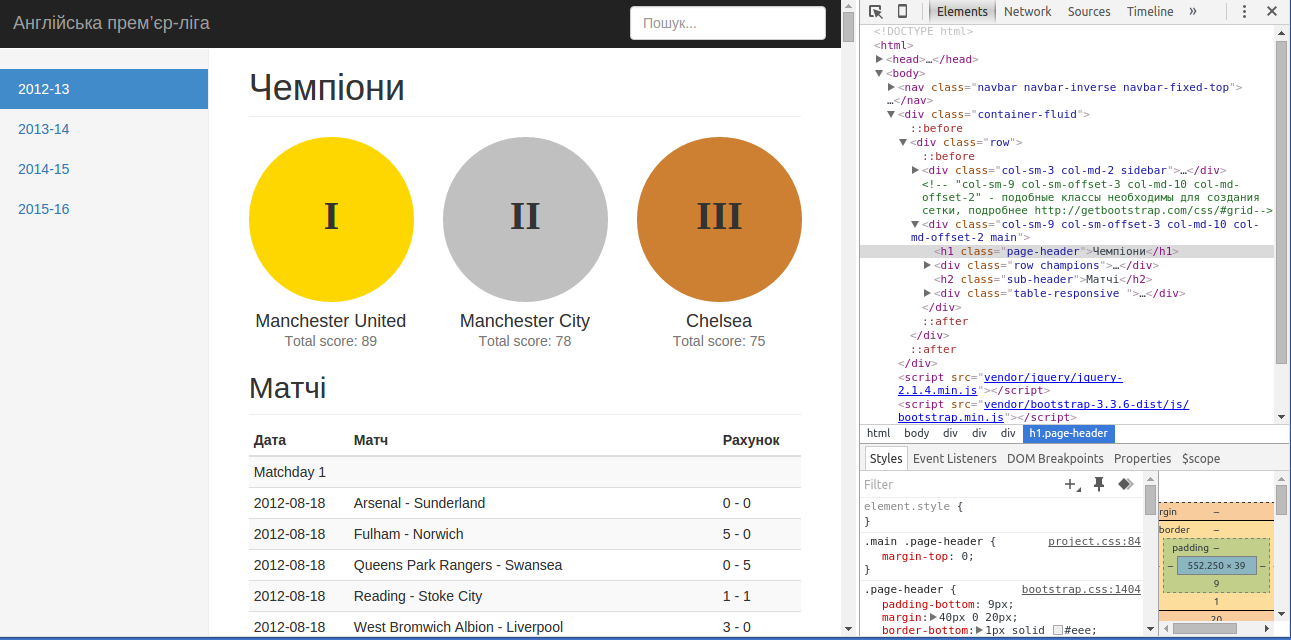 Англійська прем’єр-ліга
Пошук...
2012-13
2013-14
2014-15
2015-16
Чемпіони
I II III
Manchester United Manchester City Chelsea
Total score: 89 Total score: 78 Total score: 75
Матчі
Дата Матч Рахунок
Matchday 1
2012-08-18 Arsenal - Sunderland 0 - 0
2012-08-18 Fulham - Norwich 5 - 0
2012-08-18 Queens Park Rangers - Swansea 0 - 5
2012-08-18 Reading - Stoke City 1 - 1
2012-08-18 West Bromwich Albion - Liverpool 3 - 0
Elements Network Sources Timeline »
<!DOCTYPE html>
<html>
<head>…</head>
<body>
<nav class="navbar navbar-inverse navbar-fixed-top">
…</nav>
<div class="container-fluid">
::before
<div class="row">
::before
<div class="col-sm-3 col-md-2 sidebar">…</div>
<!-- "col-sm-9 col-sm-offset-3 col-md-10 col-md-
offset-2" - подобные классы необходимы для создания
сетки, подробнее http://getbootstrap.com/css/#grid-->
<div class="col-sm-9 col-sm-offset-3 col-md-10 col-
md-offset-2 main">
<h1 class="page-header">Чемпіони</h1>
<div class="row champions">…</div>
<h2 class="sub-header">Матчі</h2>
<div class="table-responsive ">…</div>
</div>
::after
</div>
::after
</div>
<script src="vendor/jquery/jquery-
2.1.4.min.js"></script>
<script src="vendor/bootstrap-3.3.6-dist/js/
bootstrap.min.js"></script>
html body div div div h1.page-header
Styles Event Listeners DOM Breakpoints Properties $scope
Filter
element.style {
}
.main .page-header { project.css:84
margin-top: 0;
}
.page-header { bootstrap.css:1404
padding-bottom: 9px;
margin: 40px 0 20px;
border-bottom: 1px solid #eee;
rgin –
border –
padding –
– 552.250 × 39 –
9
1
20